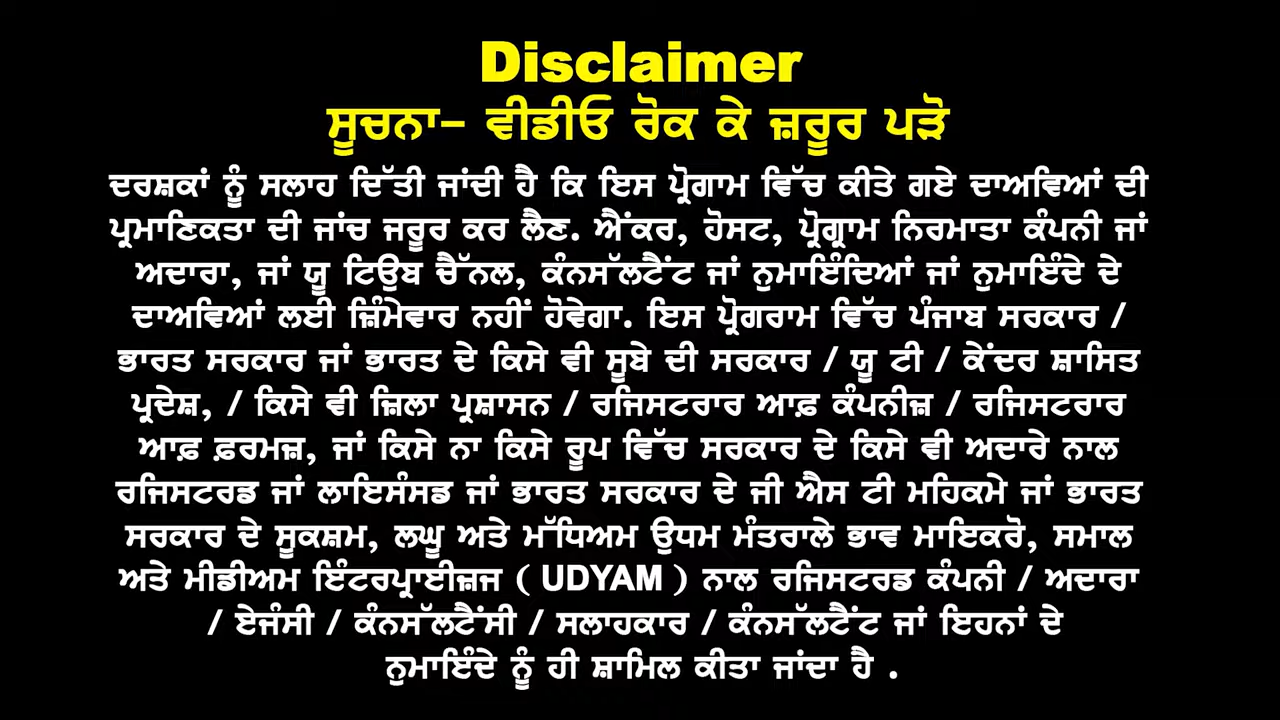 Disclaimer
ਸੂਚਨਾ- ਵੀਡੀਓ ਰੋਕ ਕੇ ਜ਼ਰੂਰ ਪੜੋ
ਦਰਸ਼ਕਾਂ ਨੂੰ ਸਲਾਹ ਦਿੱਤੀ ਜਾਂਦੀ ਹੈ ਕਿ ਇਸ ਪ੍ਰੋਗਾਮ ਵਿੱਚ ਕੀਤੇ ਗਏ ਦਾਅਵਿਆਂ ਦੀ
ਪ੍ਰਮਾਣਿਕਤਾ ਦੀ ਜਾਂਚ ਜਰੂਰ ਕਰ ਲੈਣ. ਐਂਕਰ, ਹੋਸਟ, ਪ੍ਰੋਗ੍ਰਾਮ ਨਿਰਮਾਤਾ ਕੰਪਨੀ ਜਾਂ
ਅਦਾਰਾ, ਜਾਂ ਯੂ ਟਿਉਬ ਚੈੱਨਲ, ਕੰਨਸੱਲਟੈਂਟ ਜਾਂ ਨੁਮਾਇੰਦਿਆਂ ਜਾਂ ਨੁਮਾਇੰਦੇ ਦੇ
ਦਾਅਵਿਆਂ ਲਈ ਜ਼ਿੰਮੇਵਾਰ ਨਹੀਂ ਹੋਵੇਗਾ. ਇਸ ਪ੍ਰੋਗਰਾਮ ਵਿੱਚ ਪੰਜਾਬ ਸਰਕਾਰ /
ਭਾਰਤ ਸਰਕਾਰ ਜਾਂ ਭਾਰਤ ਦੇ ਕਿਸੇ ਵੀ ਸੂਬੇ ਦੀ ਸਰਕਾਰ / ਯੂ ਟੀ / ਕੇਂਦਰ ਸ਼ਾਸਿਤ
ਪ੍ਰਦੇਸ਼, / ਕਿਸੇ ਵੀ ਜ਼ਿਲਾ ਪ੍ਰਸ਼ਾਸਨ / ਰਜਿਸਟਰਾਰ ਆਫ਼ ਕੰਪਨੀਜ਼ / ਰਜਿਸਟਰਾਰ
ਆਫ਼ ਫ਼ਰਮਜ਼, ਜਾਂ ਕਿਸੇ ਨਾ ਕਿਸੇ ਰੂਪ ਵਿੱਚ ਸਰਕਾਰ ਦੇ ਕਿਸੇ ਵੀ ਅਦਾਰੇ ਨਾਲ
ਰਜਿਸਟਰਡ ਜਾਂ ਲਾਇਸੰਸਡ ਜਾਂ ਭਾਰਤ ਸਰਕਾਰ ਦੇ ਜੀ ਐਸ ਟੀ ਮਹਿਕਮੇ ਜਾਂ ਭਾਰਤ
ਸਰਕਾਰ ਦੇ ਸੂਕਸ਼ਮ, ਲਘੂ ਅਤੇ ਮੱਧਿਅਮ ਉਧਮ ਮੰਤਰਾਲੇ ਭਾਵ ਮਾਇਕਰੋ, ਸਮਾਲ
ਅਤੇ ਮੀਡੀਅਮ ਇੰਟਰਪ੍ਰਾਈਜ਼ਜ ( UDYAM ) ਨਾਲ ਰਜਿਸਟਰਡ ਕੰਪਨੀ / ਅਦਾਰਾ
/ ਏਜੰਸੀ / ਕੰਨਸੱਲਟੈਂਸੀ / ਸਲਾਹਕਾਰ / ਕੰਨਸੱਲਟੈਂਟ ਜਾਂ ਇਹਨਾਂ ਦੇ
ਨੁਮਾਇੰਦੇ ਨੂੰ ਹੀ ਸ਼ਾਮਿਲ ਕੀਤਾ ਜਾਂਦਾ ਹੈ .